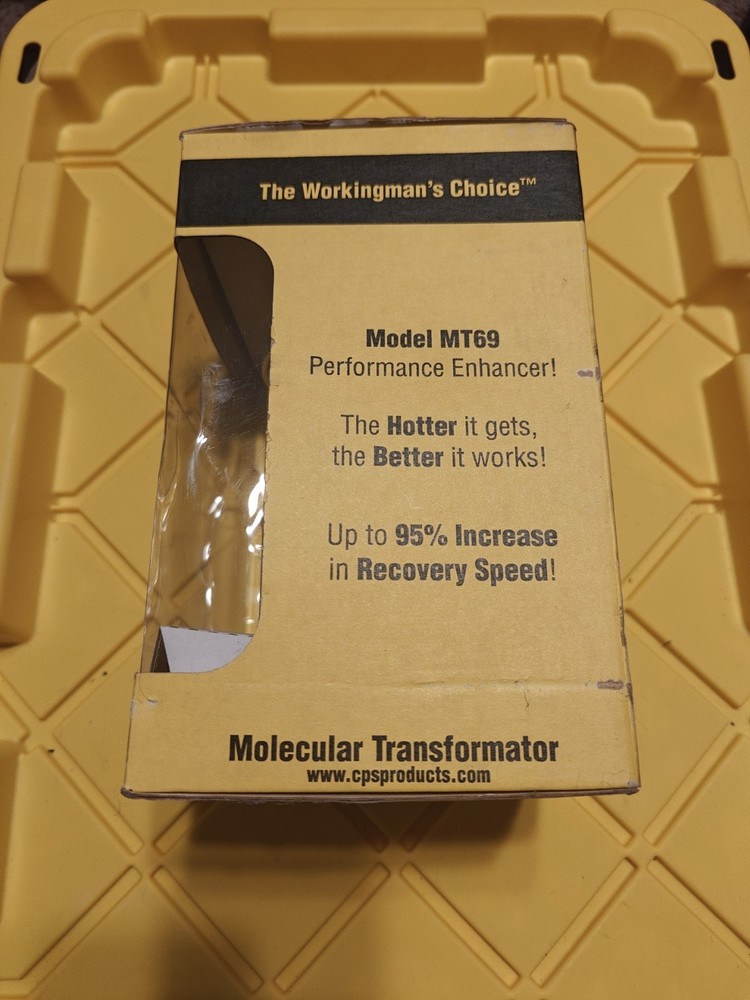 The Workingman's Choice™
Model MT69
Performance Enhancer!
The Hotter it gets,
the Better it works!
Up to 95% Increase
in Recovery Speed!
Molecular Transformator
www.cpsproducts.com